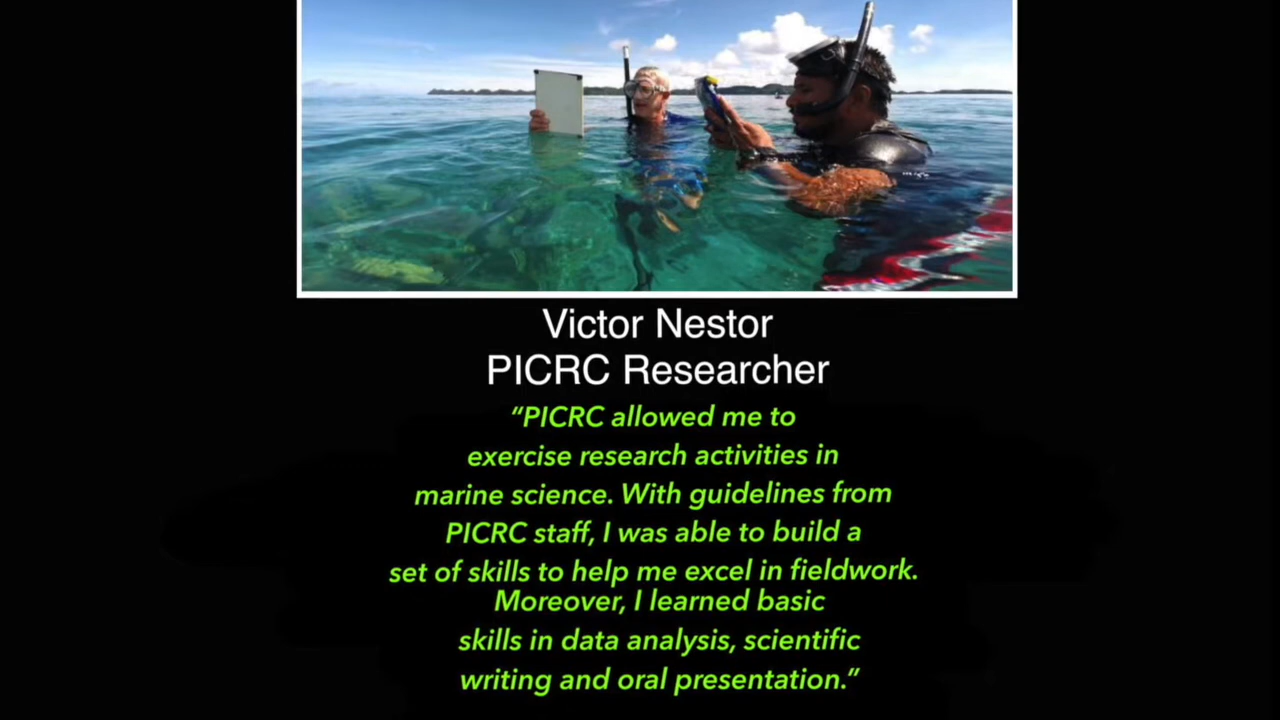 Victor Nestor
PICRC Researcher
“PICRC allowed me to
exercise research activities in
marine science. With guidelines from
PICRC staff, I was able to build a
set of skills to help me excel in fieldwork.
Moreover, I learned basic
skills in data analysis, scientific
writing and oral presentation.”